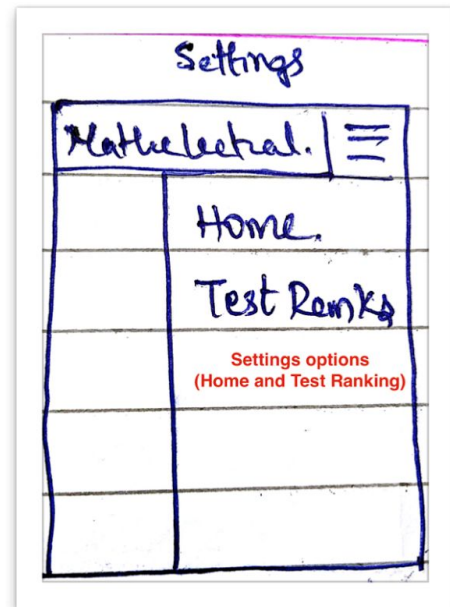 Settings
Mathelectral.
Home.
Test Ranks
Settings options
(Home and Test Ranking)